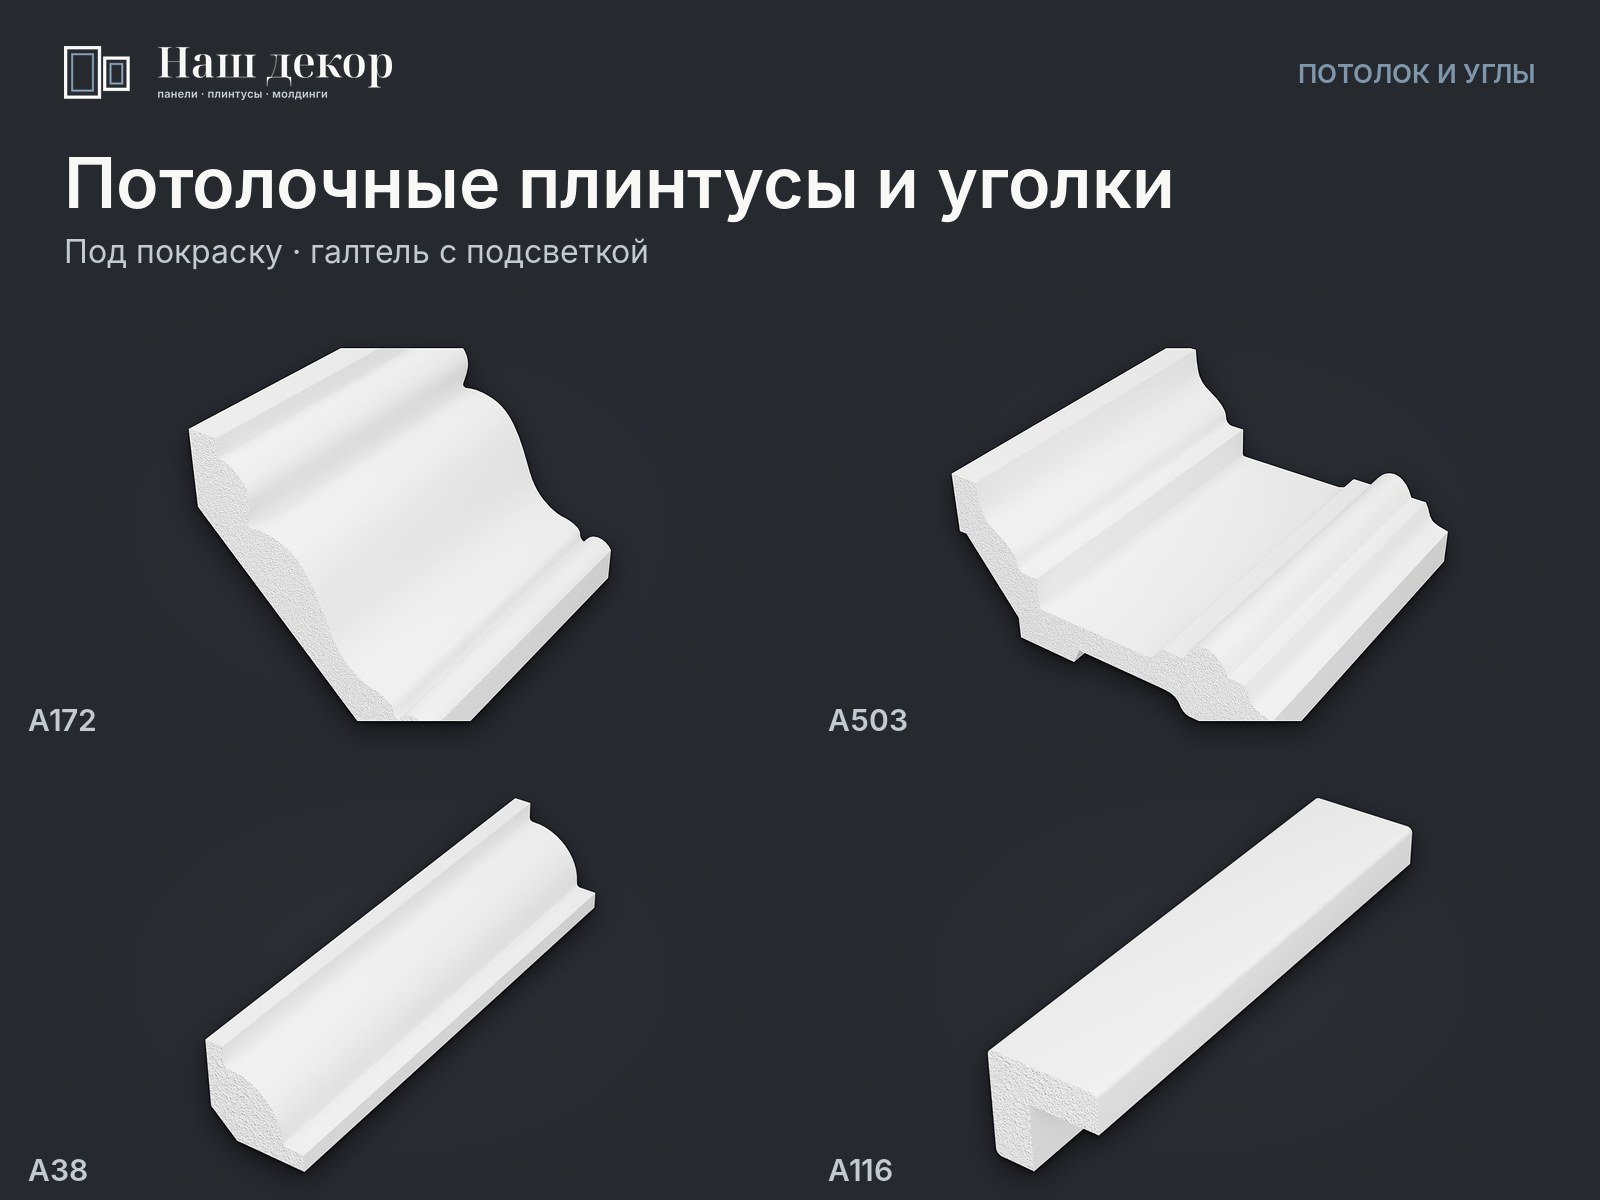 Наш декор
панели · плинтусы · молдинги
ПОТОЛОК И УГЛЫ
Потолочные плинтусы и уголки
Под покраску · галтель с подсветкой
A172
A503
A38
A116